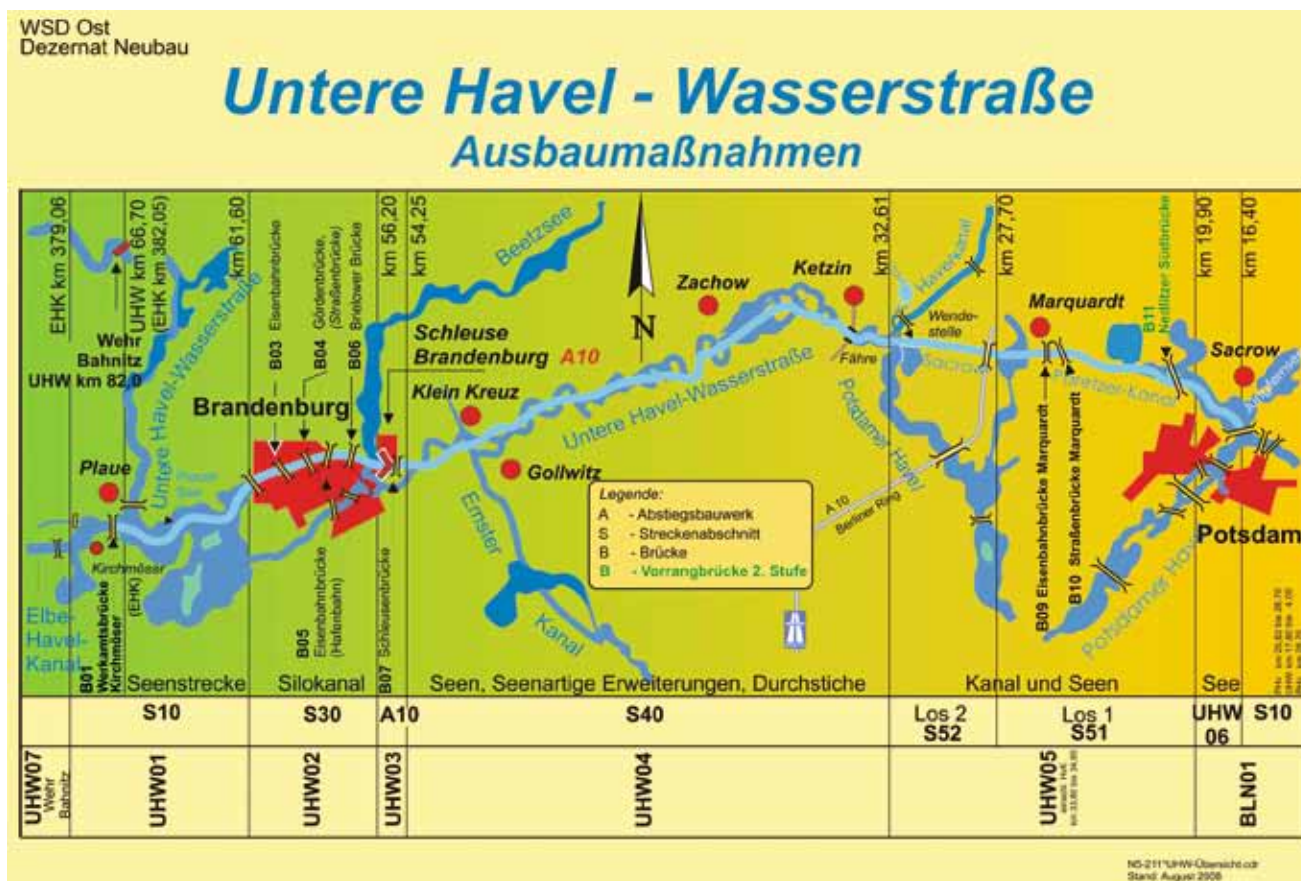 WSD Ost
Dezernat Neubau
Untere Havel - Wasserstraße
Ausbaumaßnahmen
EHK km 379,06
UHW km 66,70
(EHK km 382,05)
km 61,60
km 56,20
km 54,25
km 32,61
km 27,70
km 19,90
km 16,40
Wehr
Bahnitz
UHW km 82,0
Untere Havel-Wasserstraße
B03 Eisenbahnbrücke
B04 Gördenbrücke,
(Straßenbrücke)
B06 Brielower Brücke
Beetzsee
Schleuse
Brandenburg A10
N
Zachow
Ketzin
Havelkanal
Wendestelle
Marquardt
B11
Nedlitzer Südbrücke
Sacrow
Brandenburg
Klein Kreuz
Untere Havel-Wasserstraße
Fähre
Sacrow
Paretzer-Kanal
Plaue
Gollwitz
Potsdamer Havel
Emster
Kanal
Legende:
A - Abstiegsbauwerk
S - Streckenabschnitt
B - Brücke
B - Vorrangbrücke 2. Stufe
A 10
Berliner Ring
B09 Eisenbahnbrücke Marquardt
B10 Straßenbrücke Marquardt
Potsdam
Potsdamer Havel
Kirchmöser
Elbe-
Havel-
Kanal
B01
Werkamtsbrücke
Kirchmöser
(EHK)
B05
Eisenbahnbrücke
(Hafenbahn)
B07 Schleusenbrücke
Seenstrecke
Silokanal
Seen, Seenartige Erweiterungen, Durchstiche
Kanal und Seen
See
S10
S30
A10
S40
Los 2
S52
Los 1
S51
UHW
06
S10
UHW07
Wehr
Bahnitz
UHW01
UHW02
UHW03
UHW04
UHW05
BLN01
Stand: August 2008